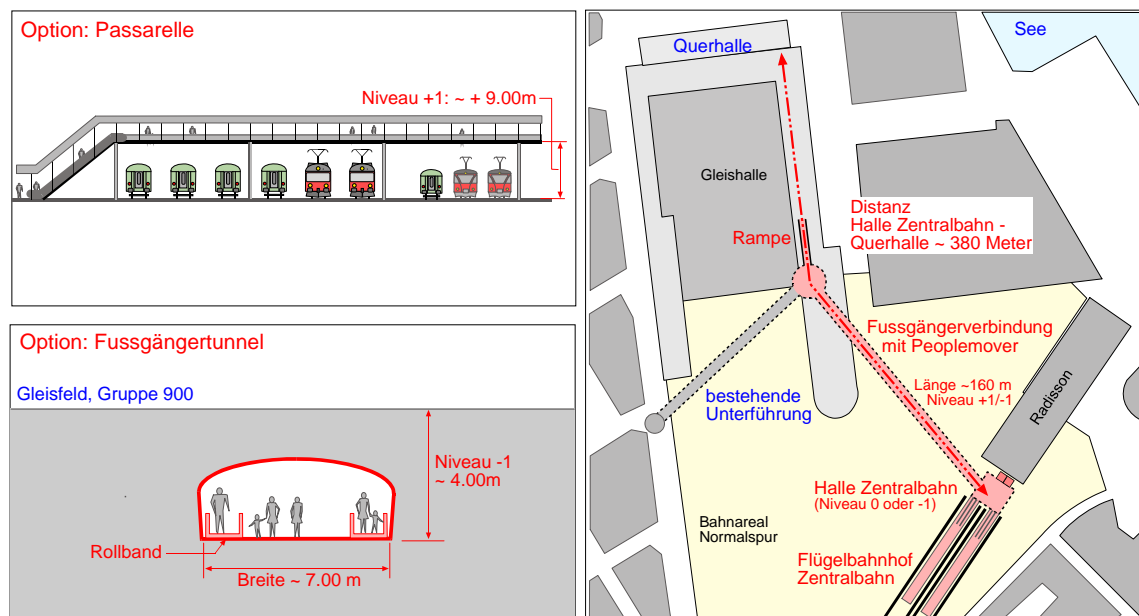 Option: Passarelle
Niveau +1: ~ + 9.00m
Option: Fussgängertunnel
Gleisfeld, Gruppe 900
Niveau -1
~ 4.00m
Rollband
Breite ~ 7.00 m
See
Querhalle
Gleishalle
Distanz
Halle Zentralbahn -
Querhalle ~ 380 Meter
Rampe
Fussgängerverbindung
mit Peoplemover
Länge ~160 m
Niveau +1/-1
Radisson
bestehende
Unterführung
Halle Zentralbahn
(Niveau 0 oder -1)
Bahnareal
Normalspur
Flügelbahnhof
Zentralbahn